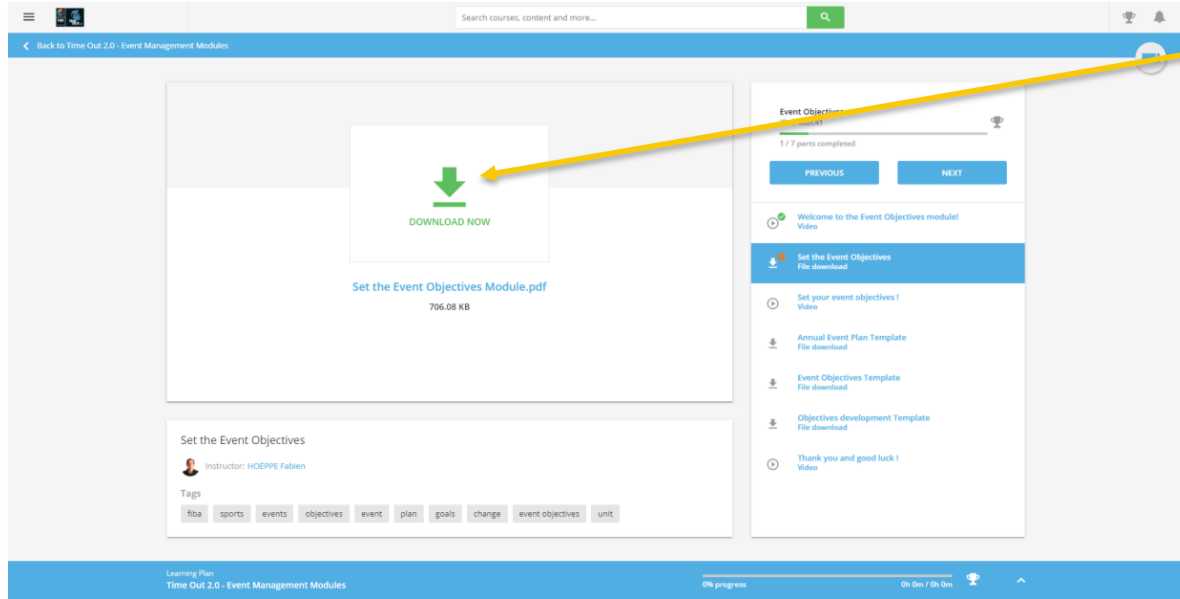 Search courses, content and more...
Back to Time Out 2.0 - Event Management Modules
DOWNLOAD NOW
Set the Event Objectives Module.pdf
706.08 KB
Set the Event Objectives
Instructor: HOËPPE Fabien
Tags
fiba sports events objectives event plan goals change event objectives unit
Event Objectives
1 / 7 parts completed
PREVIOUS NEXT
Welcome to the Event Objectives module!
Video
Set the Event Objectives
File download
Set your event objectives !
Video
Annual Event Plan Template
File download
Event Objectives Template
File download
Objectives development Template
File download
Thank you and good luck !
Video
Learning Plan
Time Out 2.0 - Event Management Modules
0% progress
0h 0m / 0h 0m